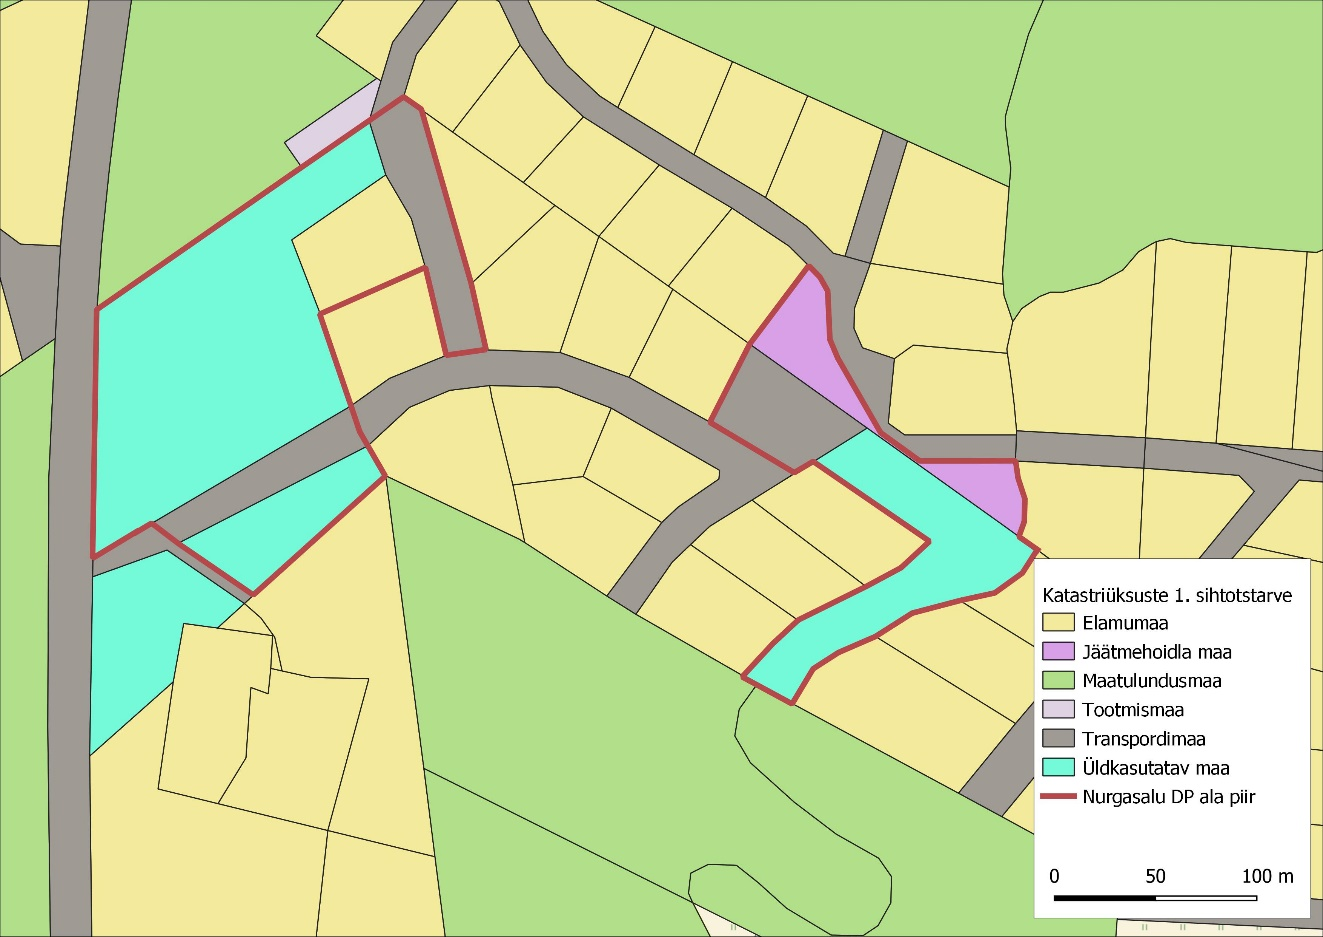 Katastriüksuste 1. sihtotstarve
Elamumaa
Jäätmehoidla maa
Maatulundusmaa
Tootmismaa
Transpordimaa
Üldkasutatav maa
Nurgasalu DP ala piir
0 50 100 m